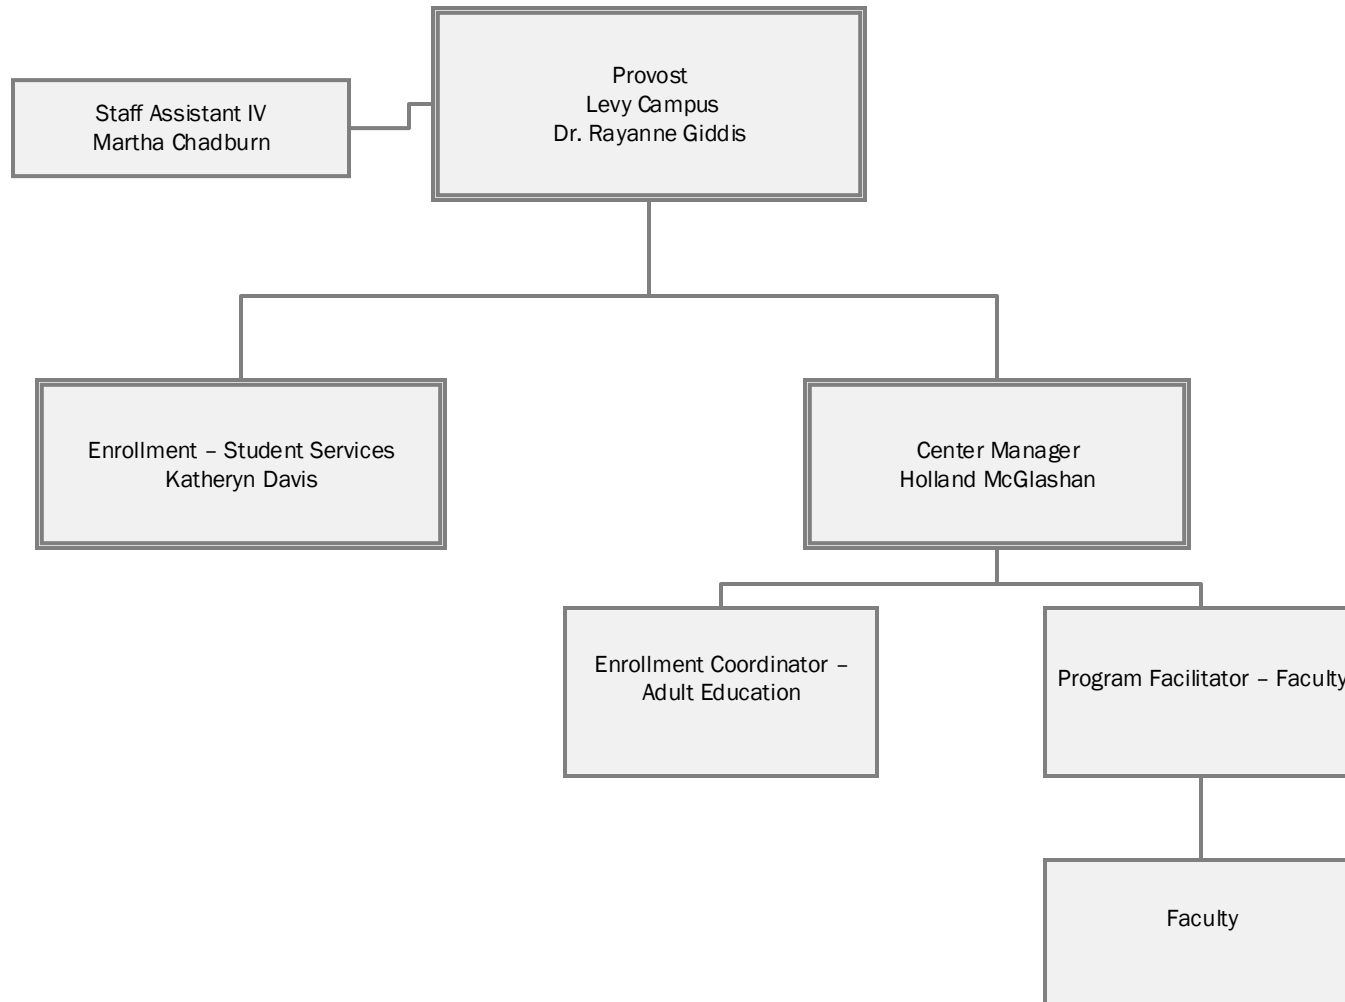 Provost
Levy Campus
Dr. Rayanne Giddis
Staff Assistant IV
Martha Chadburn
Enrollment – Student Services
Katheryn Davis
Center Manager
Holland McGlashan
Enrollment Coordinator –
Adult Education
Program Facilitator – Faculty
Faculty